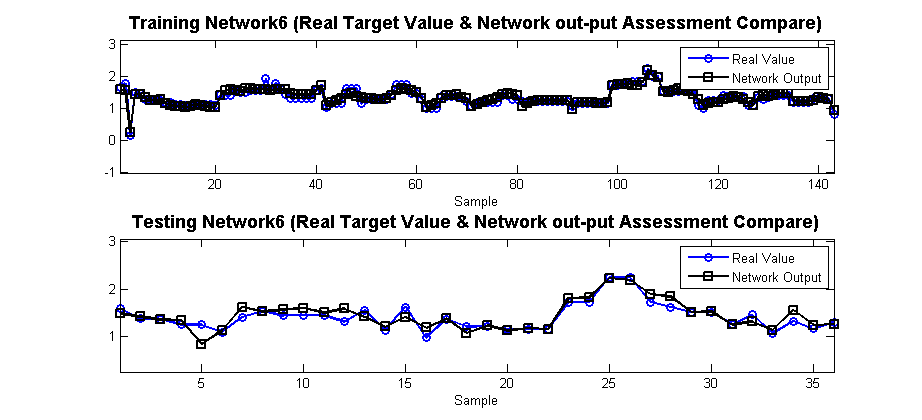 Training Network6 (Real Target Value & Network out-put Assessment Compare)
3
2
1
0
-1
Real Value
Network Output
20 40 60 80 100 120 140
Sample
Testing Network6 (Real Target Value & Network out-put Assessment Compare)
3
2
1
Real Value
Network Output
5 10 15 20 25 30 35
Sample